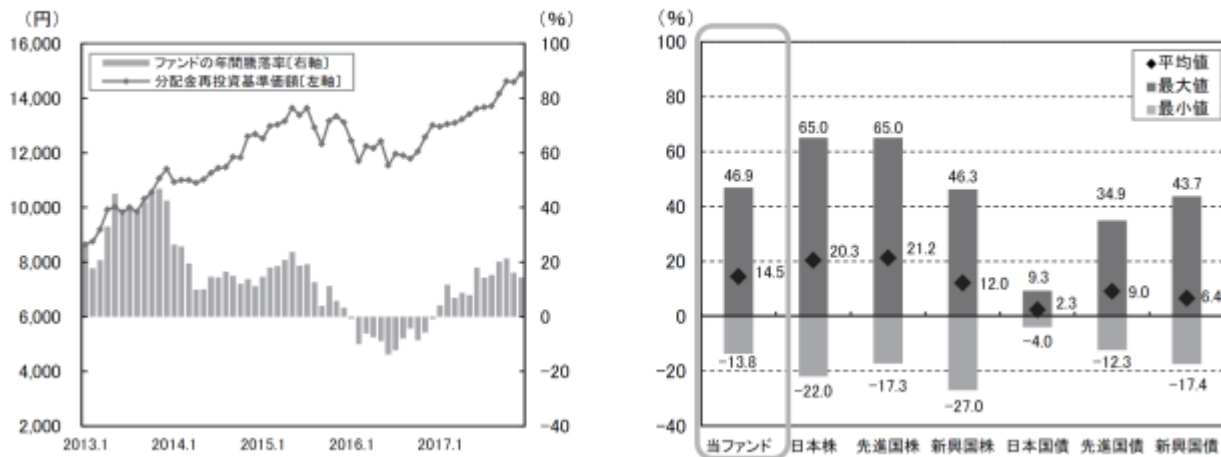 （円）
（%）
16,000
14,000
12,000
10,000
8,000
6,000
4,000
2,000
ファンドの年間騰落率[右軸]
分配金再投資基準価額[左軸]
100
80
60
40
20
0
-20
-40
2013.1 2014.1 2015.1 2016.1 2017.1
（%）
100
80
60
40
20
0
-20
-40
◆平均値
最大値
最小値
46.9 65.0 65.0 46.3 9.3 34.9 43.7
14.5 20.3 21.2 12.0 2.3 9.0 6.4
-13.8 -22.0 -17.3 -27.0 -4.0 -12.3 -17.4
当ファンド 日本株 先進国株 新興国株 日本国債 先進国債 新興国債